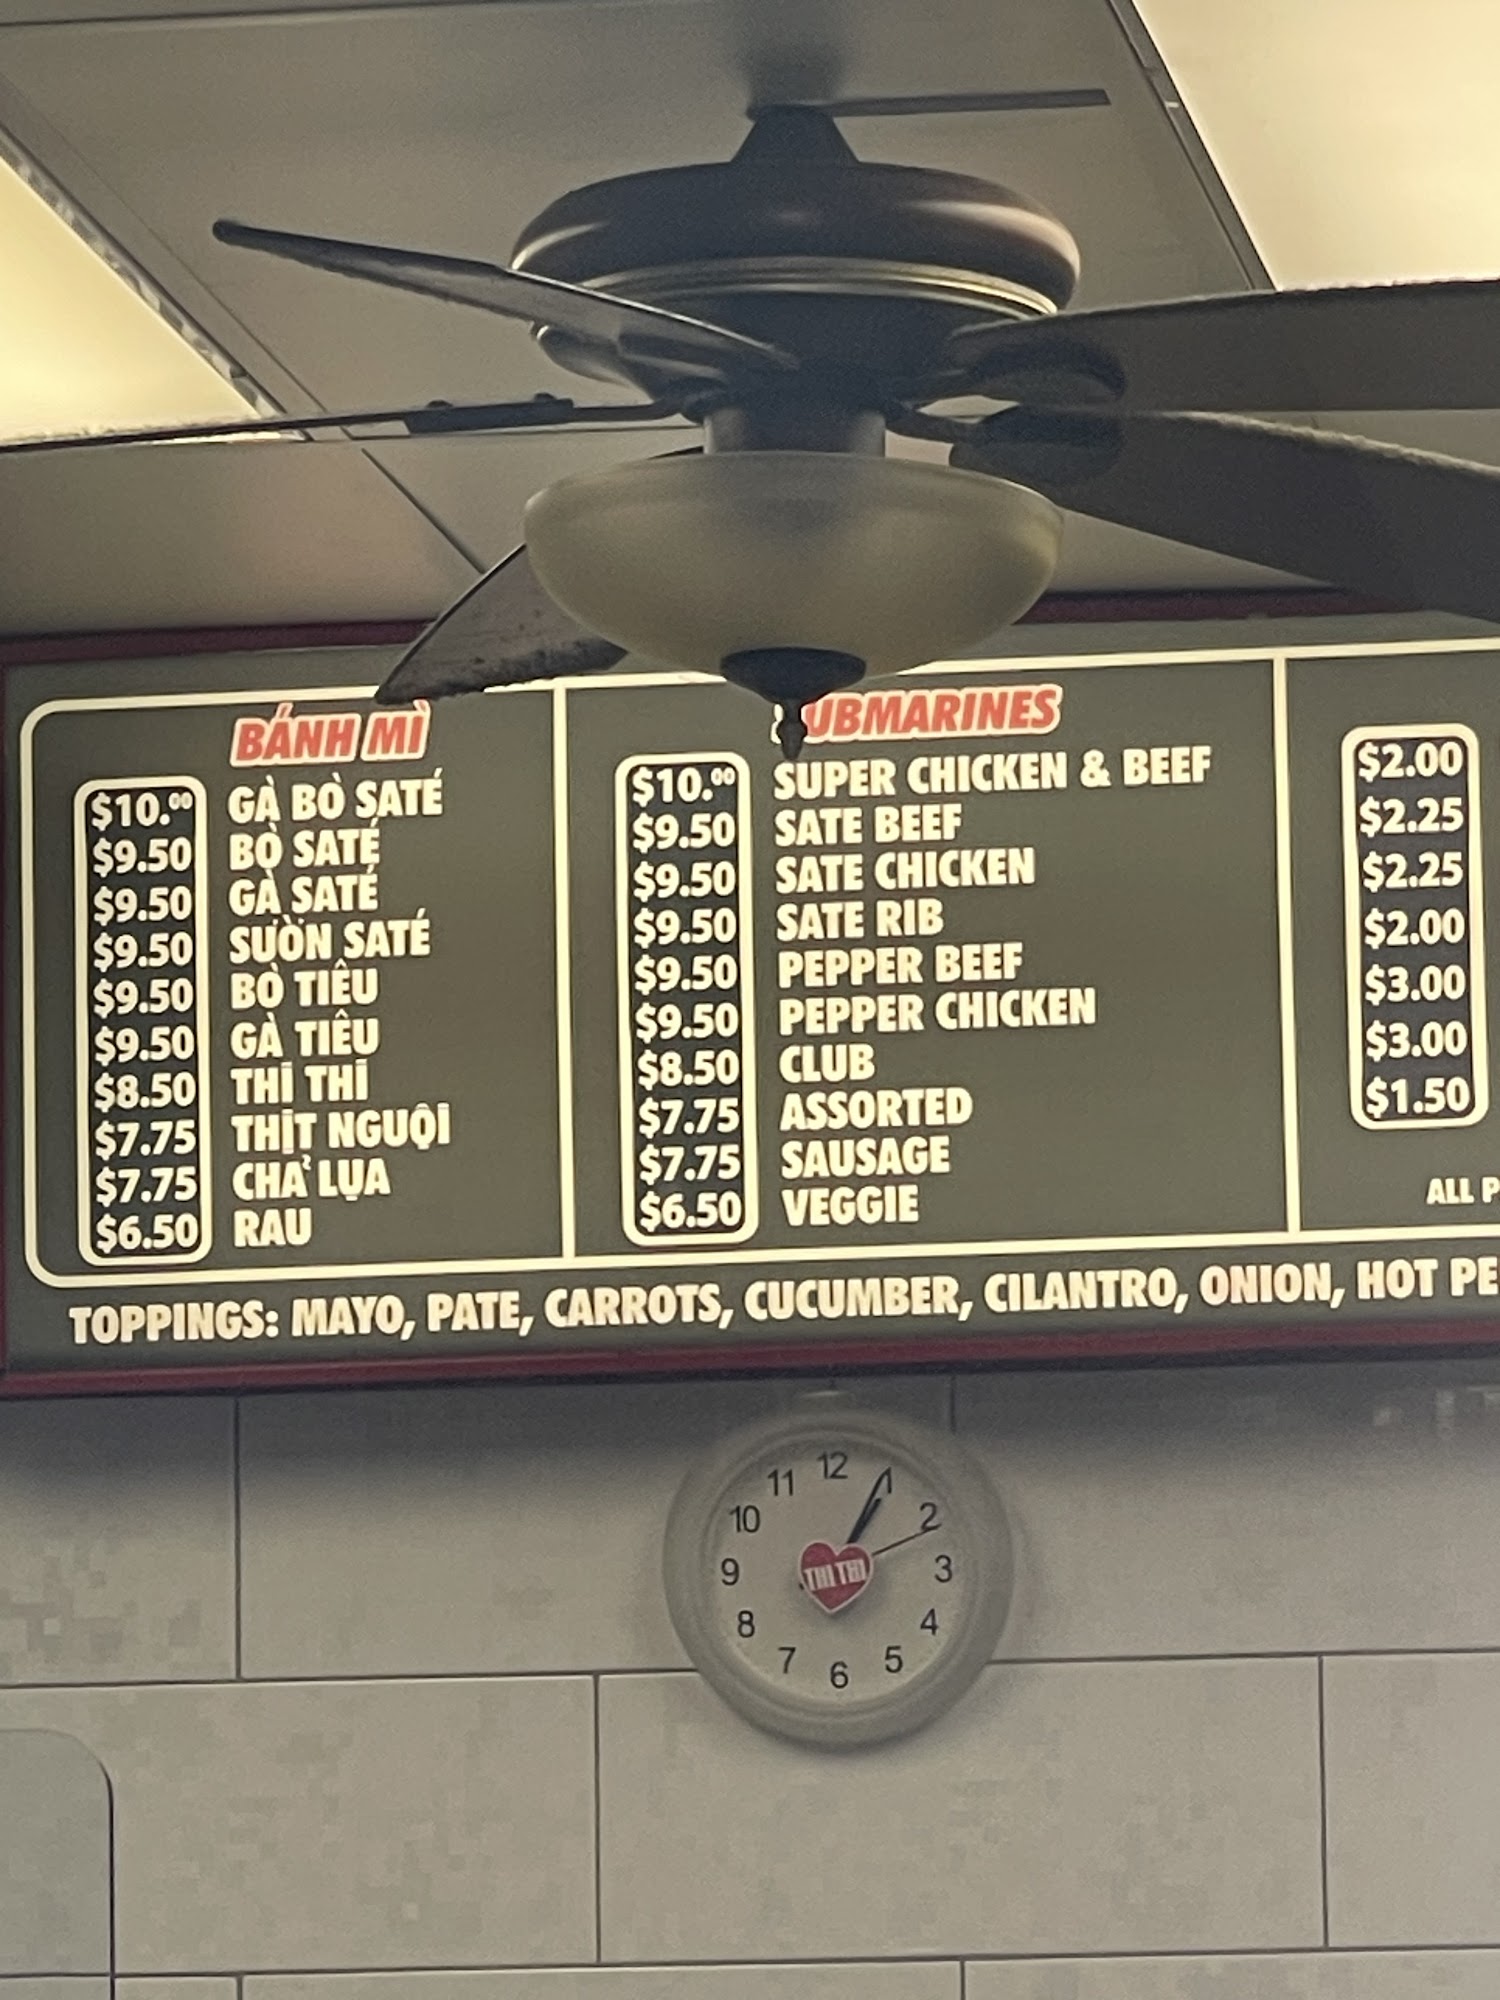 BÁNH MÌ
$10.00 GÀ BÒ SATÉ
$9.50 BÒ SATÉ
$9.50 GÀ SATÉ
$9.50 SƯỜN SATÉ
$9.50 BÒ TIÊU
$9.50 GÀ TIÊU
$8.50 THI THI
$7.75 THỊT NGUỘI
$7.75 CHẢ LỤA
$6.50 RAU
UBMARINES
$10.00 SUPER CHICKEN & BEEF
$9.50 SATE BEEF
$9.50 SATE CHICKEN
$9.50 SATE RIB
$9.50 PEPPER BEEF
$9.50 PEPPER CHICKEN
$8.50 CLUB
$7.75 ASSORTED
$7.75 SAUSAGE
$6.50 VEGGIE
$2.00
$2.25
$2.25
$2.00
$3.00
$3.00
$1.50
ALL P
TOPPINGS: MAYO, PATE, CARROTS, CUCUMBER, CILANTRO, ONION, HOT PE
12
1
2
3
4
5
6
7
8
9
10
11
THI THI